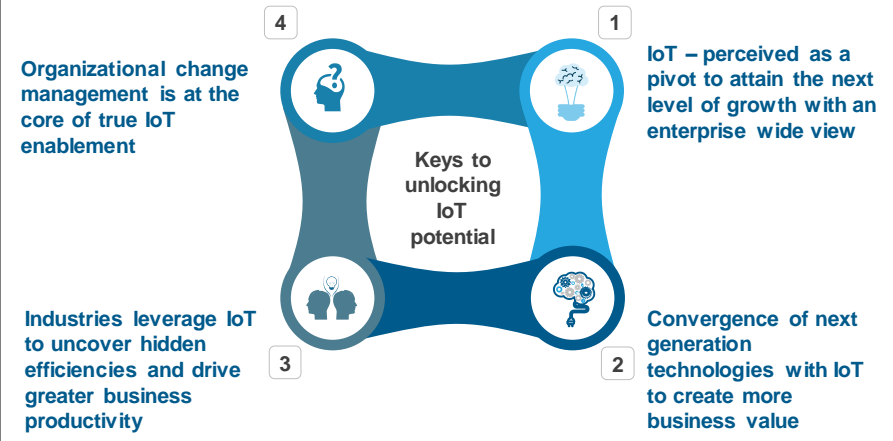 4
Organizational change
management is at the
core of true IoT
enablement
1
IoT – perceived as a
pivot to attain the next
level of growth with an
enterprise wide view
Keys to
unlocking
IoT
potential
Industries leverage IoT
to uncover hidden
efficiencies and drive
greater business
productivity
3
2
Convergence of next
generation
technologies with IoT
to create more
business value